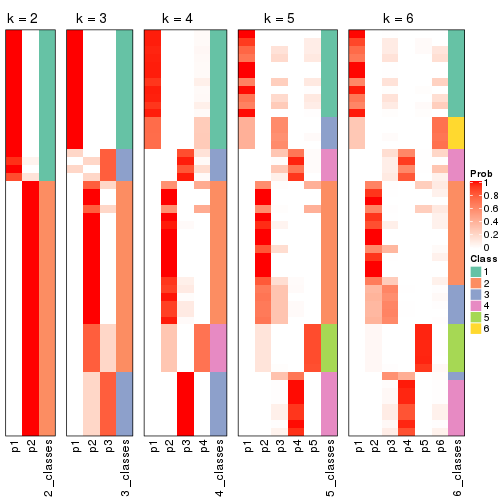 k = 2 k = 3 k = 4 k = 5 k = 6
Prob
1
0.8
0.6
0.4
0.2
0
Class
1
2
3
4
5
6
p1 p2 2_classes
p1 p2 p3 3_classes
p1 p2 p3 p4 4_classes
p1 p2 p3 p4 p5 5_classes
p1 p2 p3 p4 p5 p6 6_classes